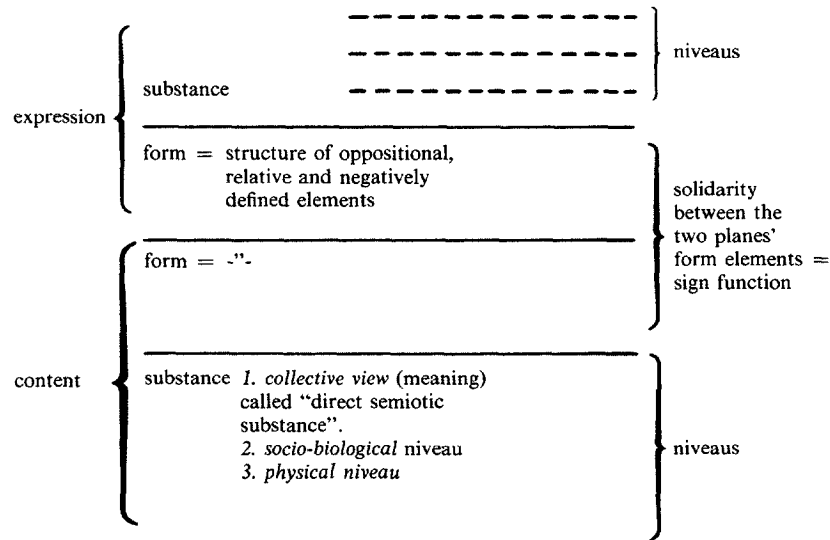 niveaus
substance
expression
form = structure of oppositional,
relative and negatively
defined elements
solidarity
between the
two planes'
form elements =
sign function
form = -"-
content
substance 1. collective view (meaning)
called "direct semiotic
substance".
2. socio-biological niveau
3. physical niveau
niveaus